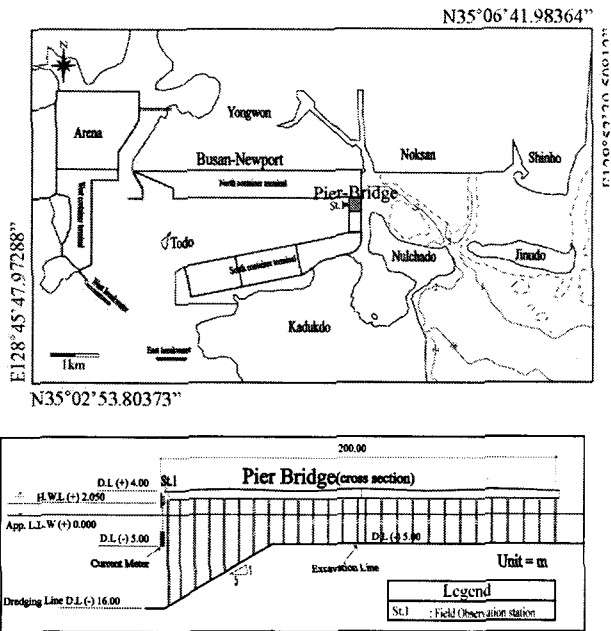 N35°06'41.98364"
N
Arena
Yongwon
Busan-Newport
Noksan
Shinho
North container terminal
Pier-Bridge
St.1
West container terminal
Todo
South container terminal
Nulchado
Jinudo
E128°45'47.97288"
Kadukdo
1km
N35°02'53.80373"
200.00
D.L (+) 4.00
St.1
Pier Bridge(cross section)
H.W.L (+) 2.050
App. L.L.W (+) 0.000
D.L (-) 5.00
D.L (-) 5.00
Current Meter
Excavation Line
Unit = m
Dredging Line D.L (-) 16.00
Legend
St.1 : Field Observation station